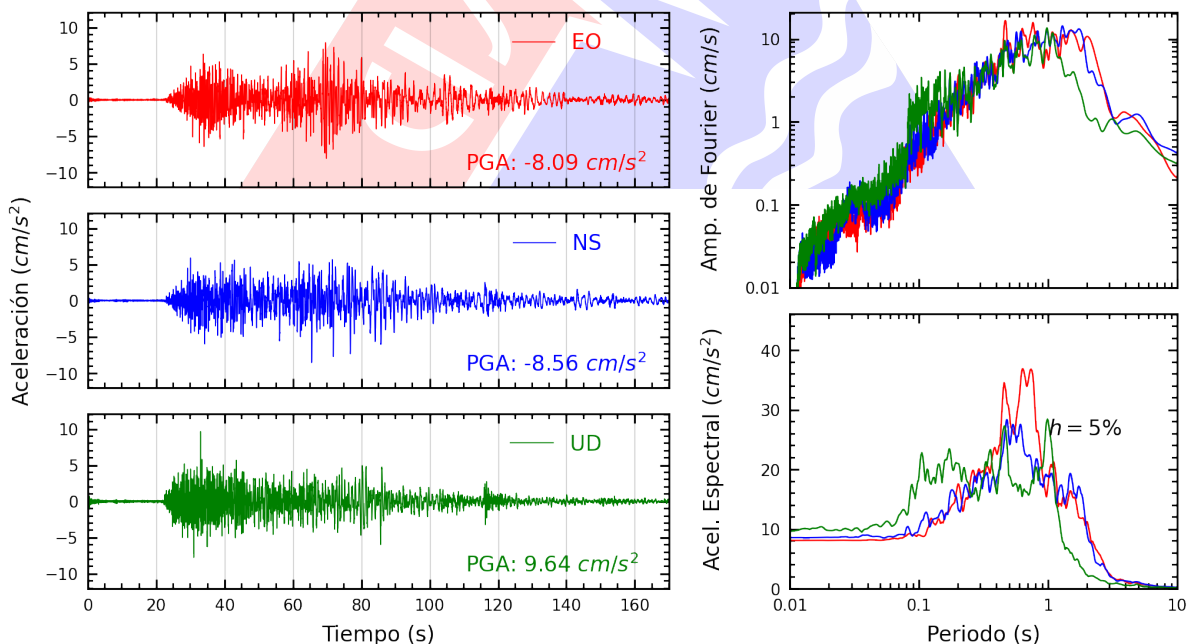 Aceleración (cm/s²)
10
5
0
−5
−10
EO
PGA: -8.09 cm/s²
10
5
0
−5
−10
NS
PGA: -8.56 cm/s²
10
5
0
−5
−10
UD
PGA: 9.64 cm/s²
0 20 40 60 80 100 120 140 160
Tiempo (s)
Amp. de Fourier (cm/s)
10
1
0.1
0.01
Acel. Espectral (cm/s²)
40
30
20
10
0
h = 5%
0.01 0.1 1 10
Periodo (s)